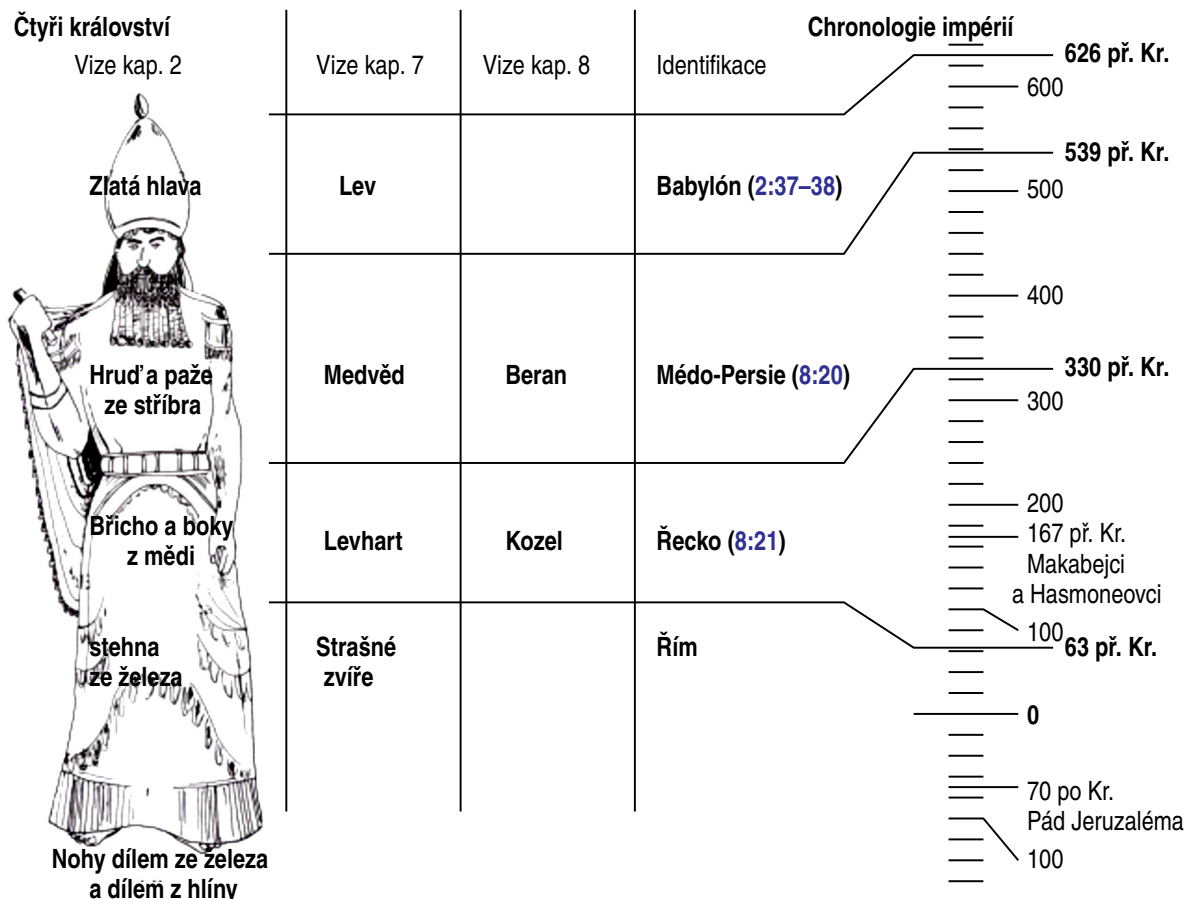 Čtyři království
Chronologie impérií
Vize kap. 2
Vize kap. 7
Vize kap. 8
Identifikace
Zlatá hlava
Lev
Babylón (2:37–38)
Hruď a paže
ze stříbra
Medvěd
Beran
Médo-Persie (8:20)
Břicho a boky
z mědi
Levhart
Kozel
Řecko (8:21)
stehna
ze železa
Strašné
zvíře
Řím
Nohy dílem ze železa
a dílem z hlíny
626 př. Kr.
600
539 př. Kr.
500
400
330 př. Kr.
300
200
167 př. Kr.
Makabejci
a Hasmoneovci
100
63 př. Kr.
0
70 po Kr.
Pád Jeruzaléma
100